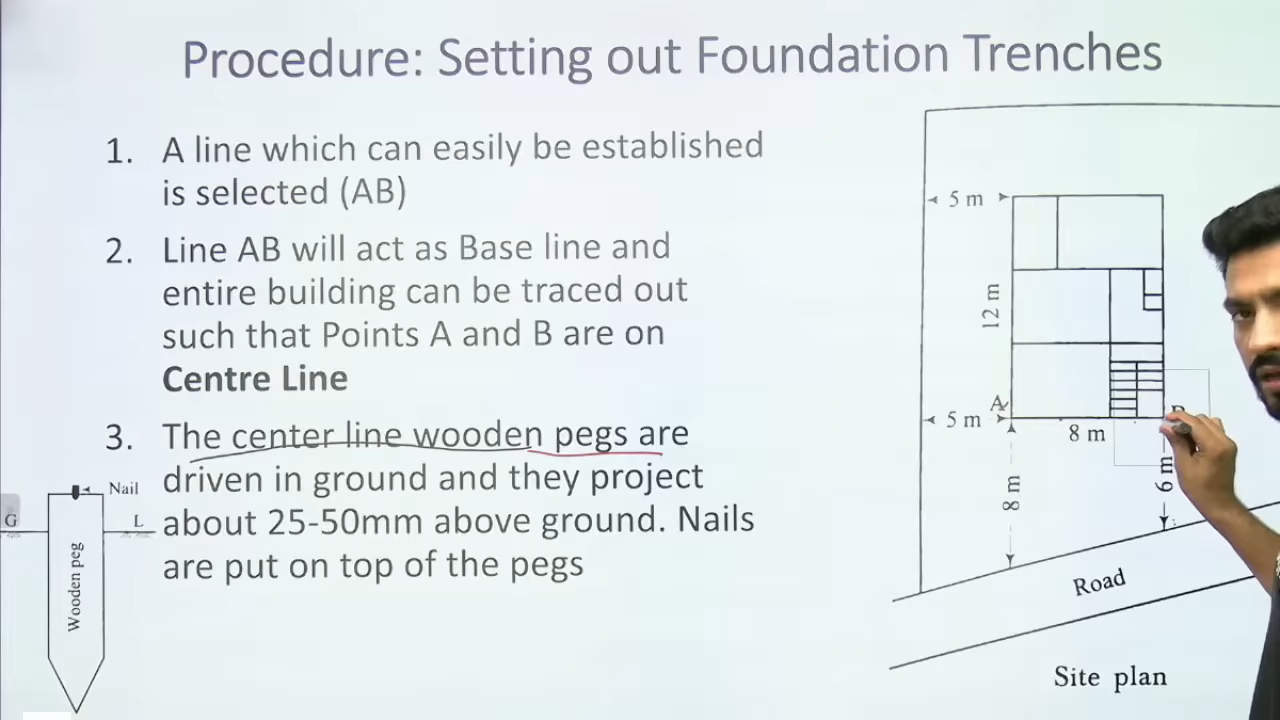 Procedure: Setting out Foundation Trenches
1. A line which can easily be established
is selected (AB)
2. Line AB will act as Base line and
entire building can be traced out
such that Points A and B are on
Centre Line
3. The center line wooden pegs are
driven in ground and they project
about 25-50mm above ground. Nails
are put on top of the pegs
Nail
G L
Wooden peg
5 m
12 m
A
5 m
8 m
8 m
6 m
Road
Site plan